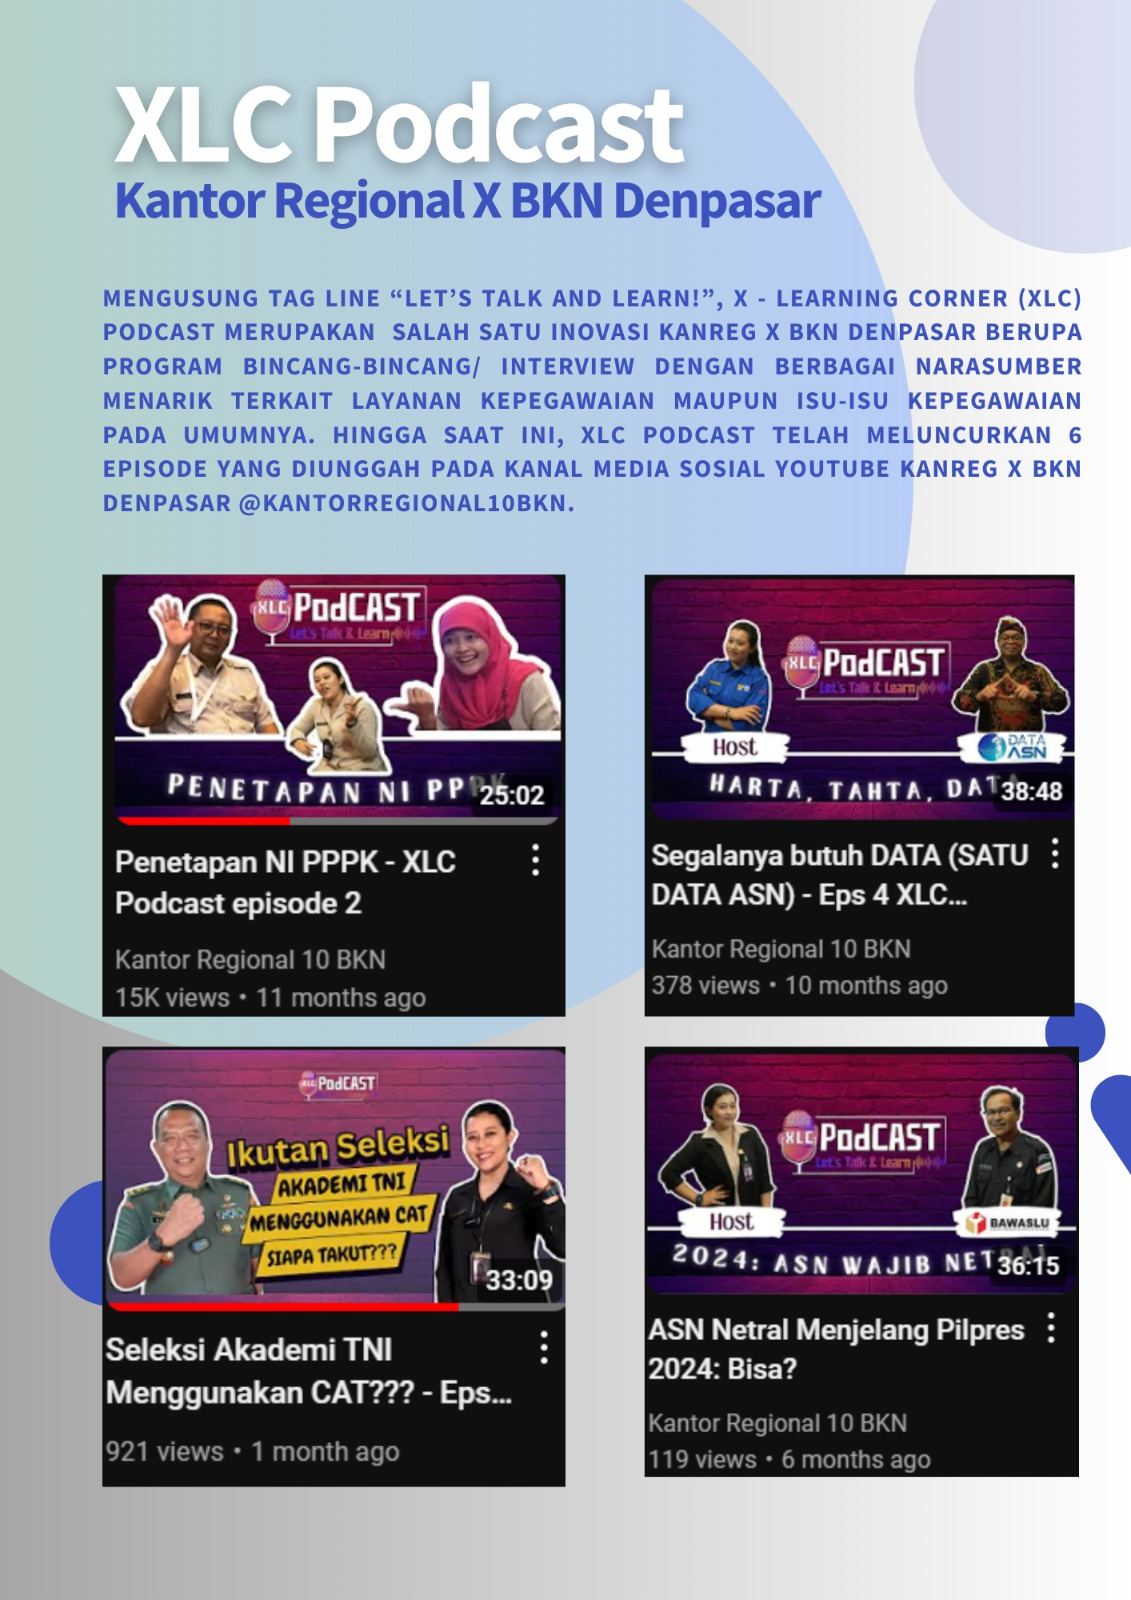 XLC Podcast
Kantor Regional X BKN Denpasar
MENGUSUNG TAG LINE “LET’S TALK AND LEARN!”, X - LEARNING CORNER (XLC)
PODCAST MERUPAKAN SALAH SATU INOVASI KANREG X BKN DENPASAR BERUPA
PROGRAM BINCANG-BINCANG/ INTERVIEW DENGAN BERBAGAI NARASUMBER
MENARIK TERKAIT LAYANAN KEPEGAWAIAN MAUPUN ISU-ISU KEPEGAWAIAN
PADA UMUMNYA. HINGGA SAAT INI, XLC PODCAST TELAH MELUNCURKAN 6
EPISODE YANG DIUNGGAH PADA KANAL MEDIA SOSIAL YOUTUBE KANREG X BKN
DENPASAR @KANTORREGIONAL10BKN.
XLC PodCAST
Let's Talk & Learn
PENETAPAN NI PPPK
25:02
Penetapan NI PPPK - XLC
Podcast episode 2
Kantor Regional 10 BKN
15K views • 11 months ago
XLC PodCAST
Let's Talk & Learn
Host
DATA
ASN
HARTA, TAHTA, DATA
38:48
Segalanya butuh DATA (SATU
DATA ASN) - Eps 4 XLC...
Kantor Regional 10 BKN
378 views • 10 months ago
XLC PodCAST
Ikutan Seleksi
AKADEMI TNI
MENGGUNAKAN CAT
SIAPA TAKUT???
33:09
Seleksi Akademi TNI
Menggunakan CAT??? - Eps...
921 views • 1 month ago
XLC PodCAST
Let's Talk & Learn
Host
BAWASLU
2024: ASN WAJIB NETRAL
36:15
ASN Netral Menjelang Pilpres
2024: Bisa?
Kantor Regional 10 BKN
119 views • 6 months ago